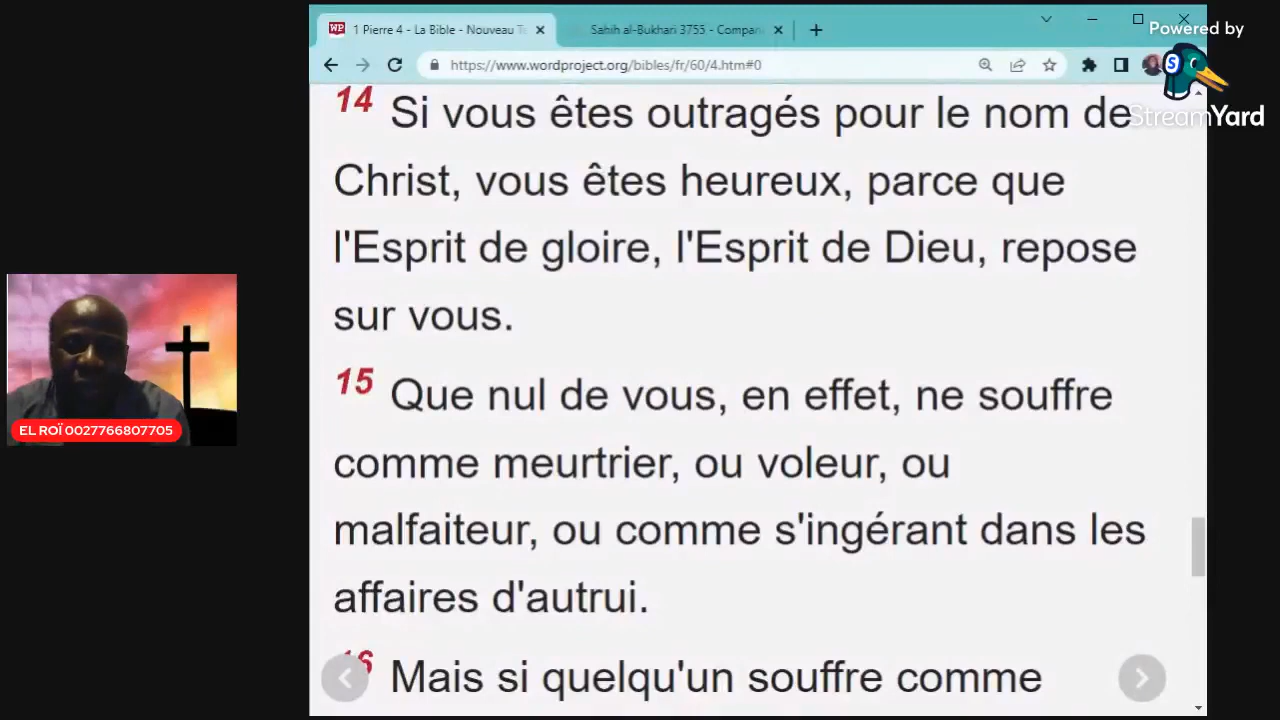 1 Pierre 4 - La Bible - Nouveau Te
Sahih al-Bukhari 3755 - Compan
Powered by
StreamYard
https://www.wordproject.org/bibles/fr/60/4.htm#0
14 Si vous êtes outragés pour le nom de
Christ, vous êtes heureux, parce que
l'Esprit de gloire, l'Esprit de Dieu, repose
sur vous.
15 Que nul de vous, en effet, ne souffre
comme meurtrier, ou voleur, ou
malfaiteur, ou comme s'ingérant dans les
affaires d'autrui.
16 Mais si quelqu'un souffre comme
EL ROÏ 0027766807705